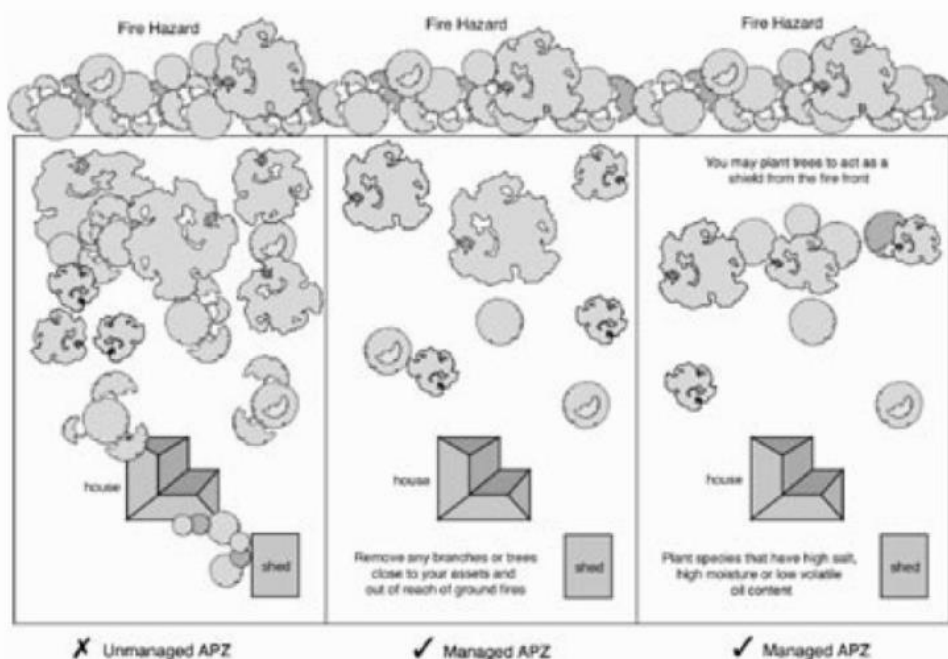 Fire Hazard
Fire Hazard
Fire Hazard
You may plant trees to act as a
shield from the fire front
house
shed
house
Remove any branches or trees
close to your assets and
out of reach of ground fires
shed
house
Plant species that have high salt,
high moisture or low volatile
oil content
shed
✗ Unmanaged APZ
✓ Managed APZ
✓ Managed APZ